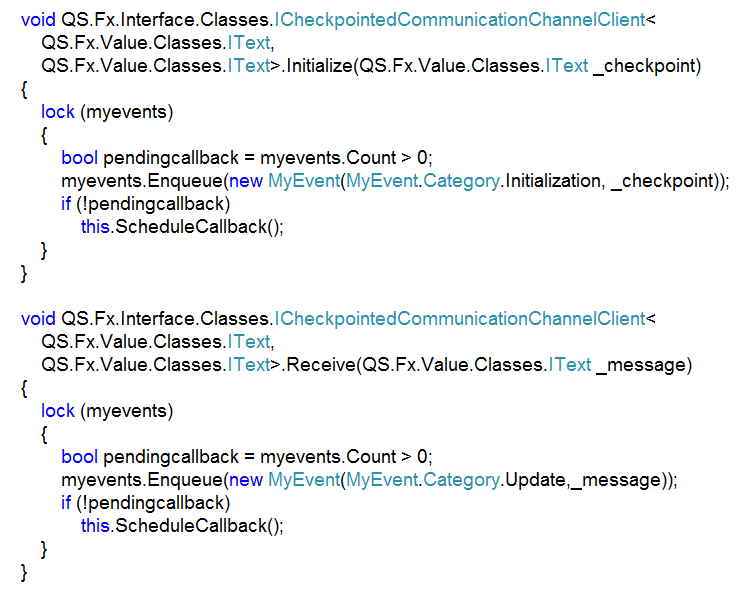 void QS.Fx.Interface.Classes.ICheckpointedCommunicationChannelClient<
    QS.Fx.Value.Classes.IText,
    QS.Fx.Value.Classes.IText>.Initialize(QS.Fx.Value.Classes.IText _checkpoint)
{
    lock (myevents)
    {
        bool pendingcallback = myevents.Count > 0;
        myevents.Enqueue(new MyEvent(MyEvent.Category.Initialization, _checkpoint));
        if (!pendingcallback)
            this.ScheduleCallback();
    }
}

void QS.Fx.Interface.Classes.ICheckpointedCommunicationChannelClient<
    QS.Fx.Value.Classes.IText,
    QS.Fx.Value.Classes.IText>.Receive(QS.Fx.Value.Classes.IText _message)
{
    lock (myevents)
    {
        bool pendingcallback = myevents.Count > 0;
        myevents.Enqueue(new MyEvent(MyEvent.Category.Update,_message));
        if (!pendingcallback)
            this.ScheduleCallback();
    }
}